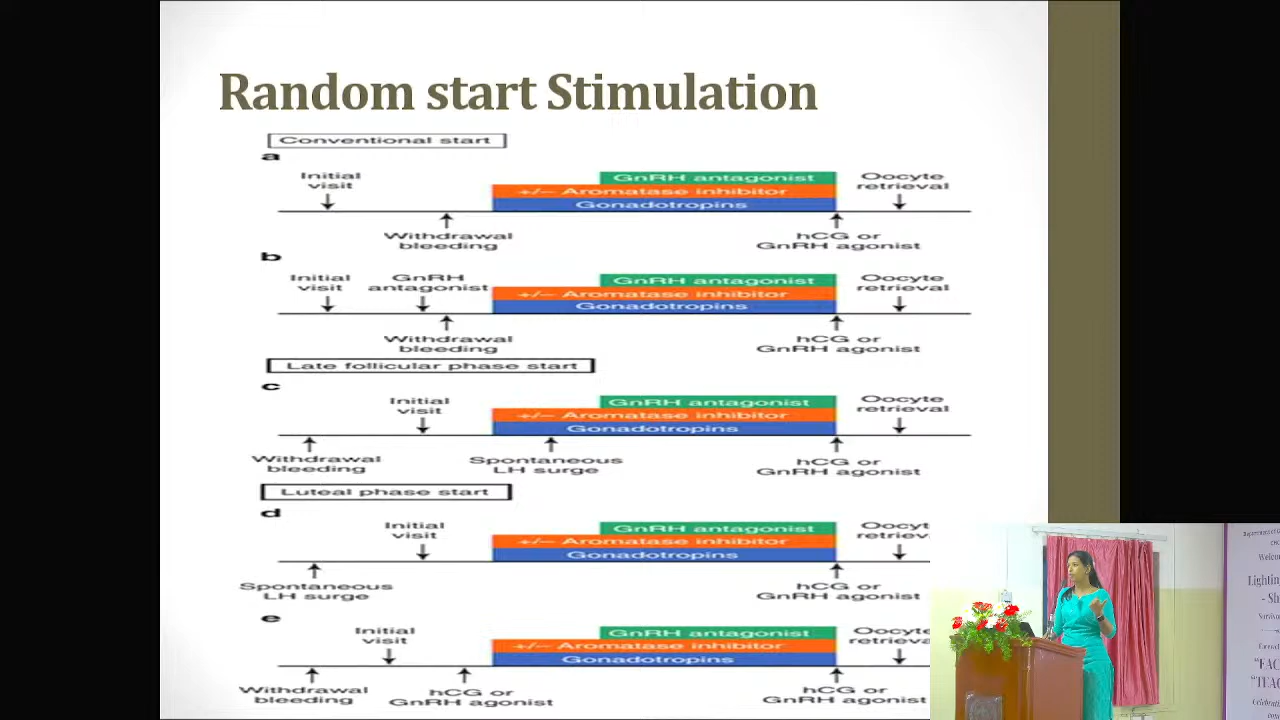 Random start Stimulation
Conventional start
a
Initial
visit
GnRH antagonist
+/− Aromatase inhibitor
Gonadotropins
Oocyte
retrieval
Withdrawal
bleeding
hCG or
GnRH agonist
b
Initial
visit
GnRH
antagonist
GnRH antagonist
+/− Aromatase inhibitor
Gonadotropins
Oocyte
retrieval
Withdrawal
bleeding
hCG or
GnRH agonist
Late follicular phase start
c
Initial
visit
GnRH antagonist
+/− Aromatase inhibitor
Gonadotropins
Oocyte
retrieval
Withdrawal
bleeding
Spontaneous
LH surge
hCG or
GnRH agonist
Luteal phase start
d
Initial
visit
GnRH antagonist
+/− Aromatase inhibitor
Gonadotropins
Spontaneous
LH surge
hCG or
GnRH agonist
e
Initial
visit
GnRH antagonist
+/− Aromatase inhibitor
Gonadotropins
Withdrawal
bleeding
hCG or
GnRH agonist
hCG or
GnRH agonist
Lighting